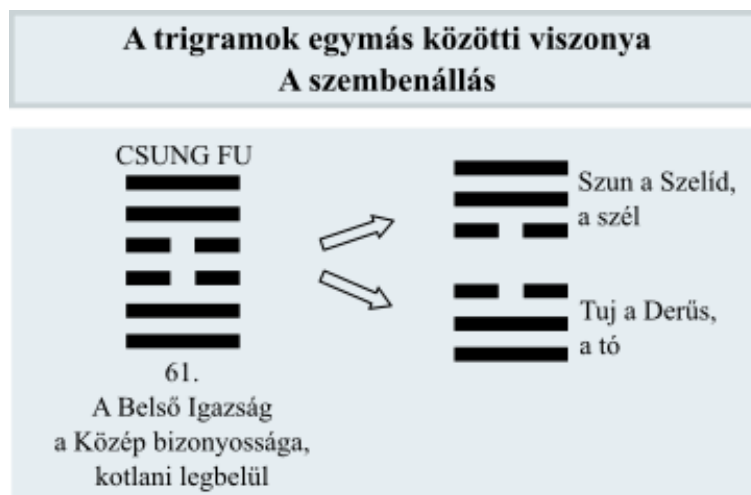 A trigramok egymás közötti viszonya
A szembenállás
CSUNG FU
61.
A Belső Igazság
a Közép bizonyossága,
kotlani legbelül
Szun a Szelíd,
a szél
Tuj a Derűs,
a tó